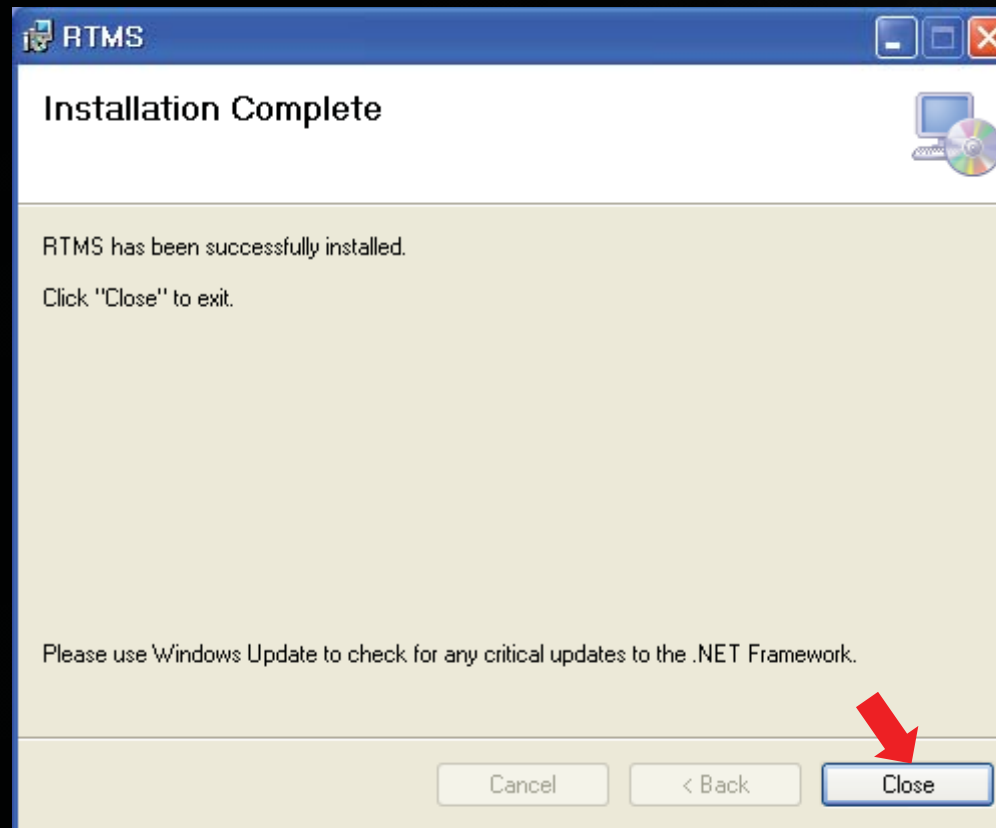 RTMS
Installation Complete
RTMS has been successfully installed.
Click "Close" to exit.
Please use Windows Update to check for any critical updates to the .NET Framework.
Cancel
< Back
Close